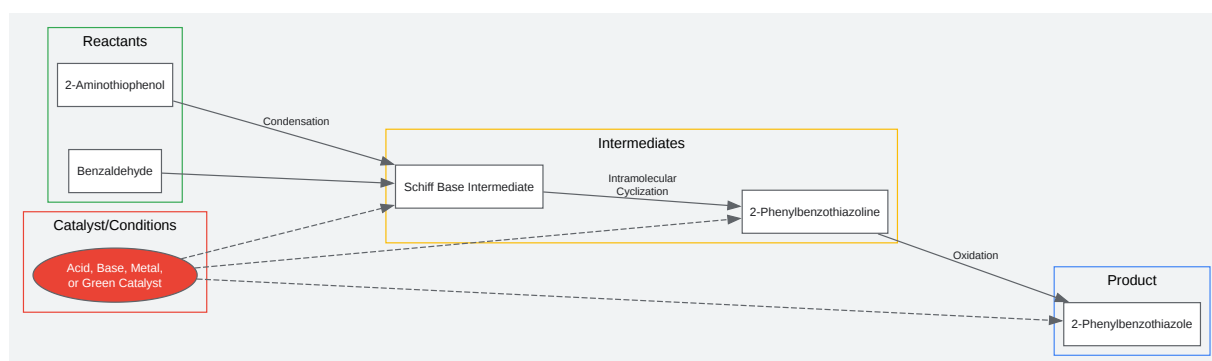 Reactants
2-Aminothiophenol
Condensation
Benzaldehyde
Catalyst/Conditions
Acid, Base, Metal,
or Green Catalyst
Intermediates
Schiff Base Intermediate
Intramolecular
Cyclization
2-Phenylbenzothiazoline
Oxidation
Product
2-Phenylbenzothiazole